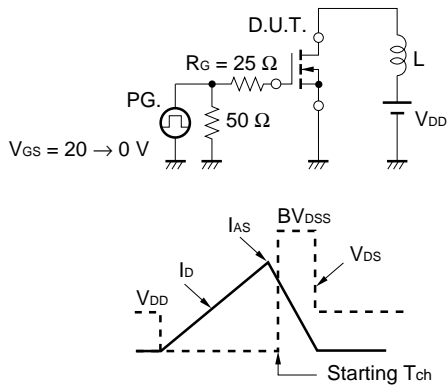 D.U.T.
RG = 25 Ω
L
PG.
50 Ω
VDD
VGS = 20 → 0 V
BVDSS
IAS
VDS
ID
VDD
Starting Tch